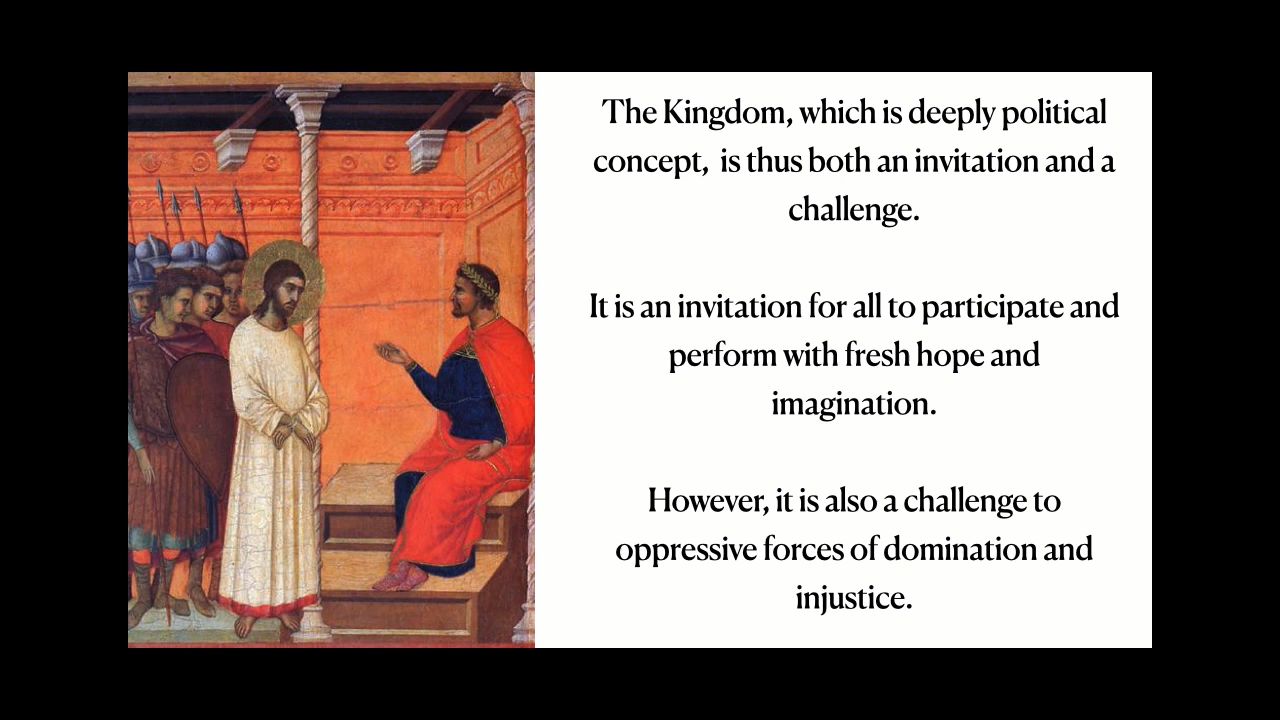 The Kingdom, which is deeply political
concept,  is thus both an invitation and a
challenge.
It is an invitation for all to participate and
perform with fresh hope and
imagination.
However, it is also a challenge to
oppressive forces of domination and
injustice.